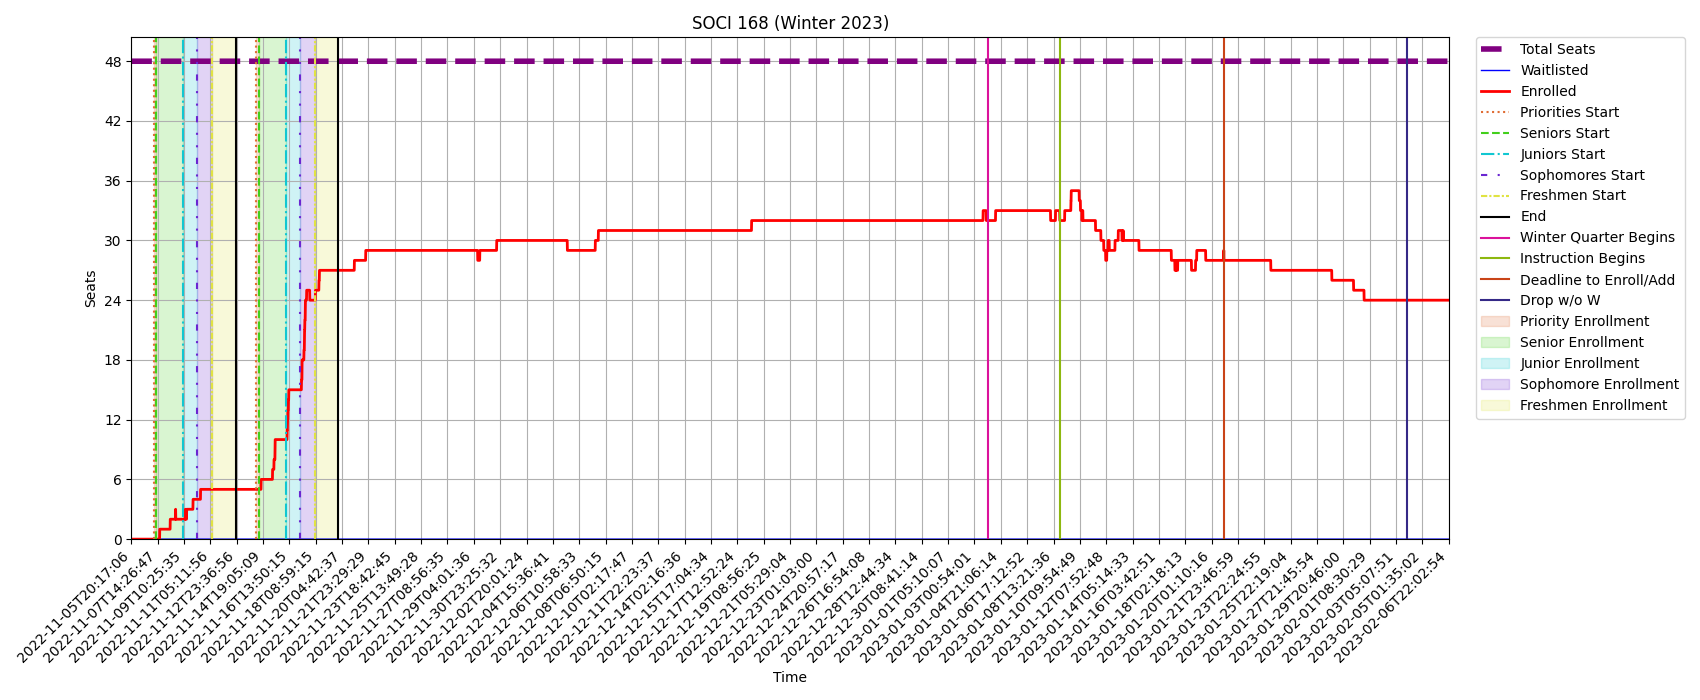 SOCI 168 (Winter 2023)
Seats
48
42
36
30
24
18
12
6
0
2022-11-05T20:17:06
2022-11-07T14:26:47
2022-11-09T10:25:35
2022-11-11T05:11:56
2022-11-12T23:36:56
2022-11-14T19:05:09
2022-11-16T13:50:15
2022-11-18T08:59:15
2022-11-20T04:42:37
2022-11-21T23:29:29
2022-11-23T18:42:45
2022-11-25T13:49:28
2022-11-27T08:56:35
2022-11-29T04:01:36
2022-11-30T23:25:32
2022-12-02T20:01:24
2022-12-04T15:36:41
2022-12-06T10:58:33
2022-12-08T06:50:15
2022-12-10T02:17:47
2022-12-11T22:23:37
2022-12-14T02:16:36
2022-12-15T17:04:34
2022-12-17T12:52:24
2022-12-19T08:56:25
2022-12-21T05:29:04
2022-12-23T01:03:00
2022-12-24T20:57:17
2022-12-26T16:54:08
2022-12-28T12:44:34
2022-12-30T08:41:14
2023-01-01T05:10:07
2023-01-03T00:54:01
2023-01-04T21:06:14
2023-01-06T17:12:52
2023-01-08T13:21:36
2023-01-10T09:54:49
2023-01-12T07:52:48
2023-01-14T05:14:33
2023-01-16T03:42:51
2023-01-18T02:18:13
2023-01-20T01:10:16
2023-01-21T23:46:59
2023-01-23T22:24:55
2023-01-25T22:19:04
2023-01-27T21:45:54
2023-01-29T20:46:00
2023-02-01T08:30:29
2023-02-03T05:07:51
2023-02-05T01:35:02
2023-02-06T22:02:54
Time
Total Seats
Waitlisted
Enrolled
Priorities Start
Seniors Start
Juniors Start
Sophomores Start
Freshmen Start
End
Winter Quarter Begins
Instruction Begins
Deadline to Enroll/Add
Drop w/o W
Priority Enrollment
Senior Enrollment
Junior Enrollment
Sophomore Enrollment
Freshmen Enrollment